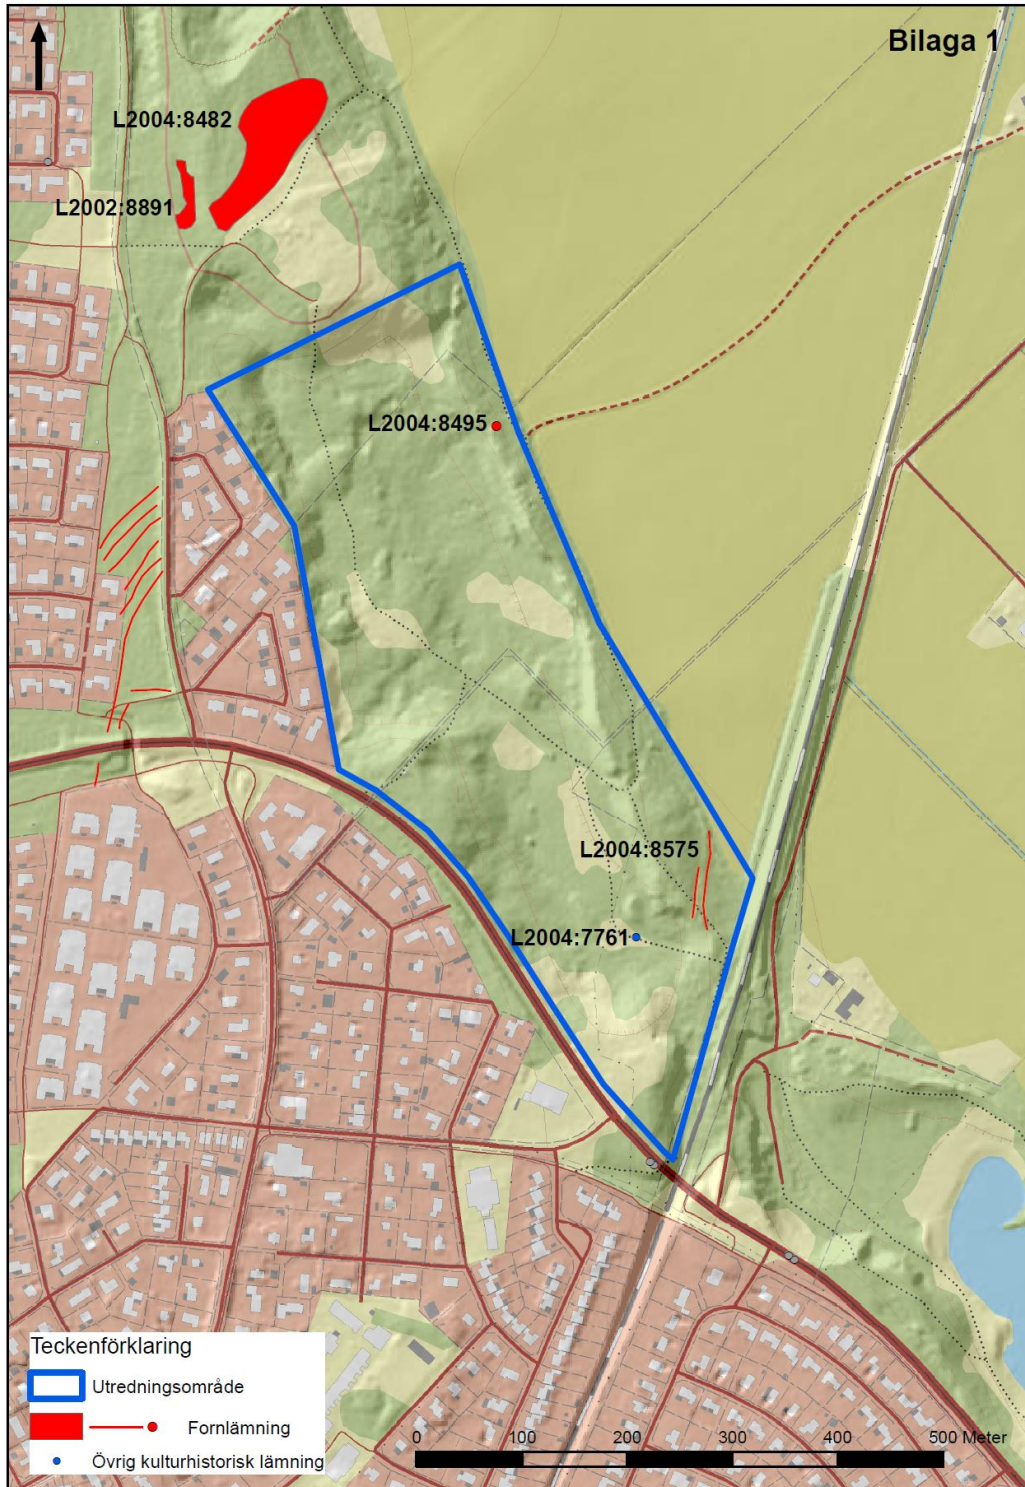 Bilaga 1
L2004:8482
L2002:8891
L2004:8495
L2004:8575
L2004:7761
Teckenförklaring
Utredningsområde
Fornlämning
Övrig kulturhistorisk lämning
0 100 200 300 400 500 Meter